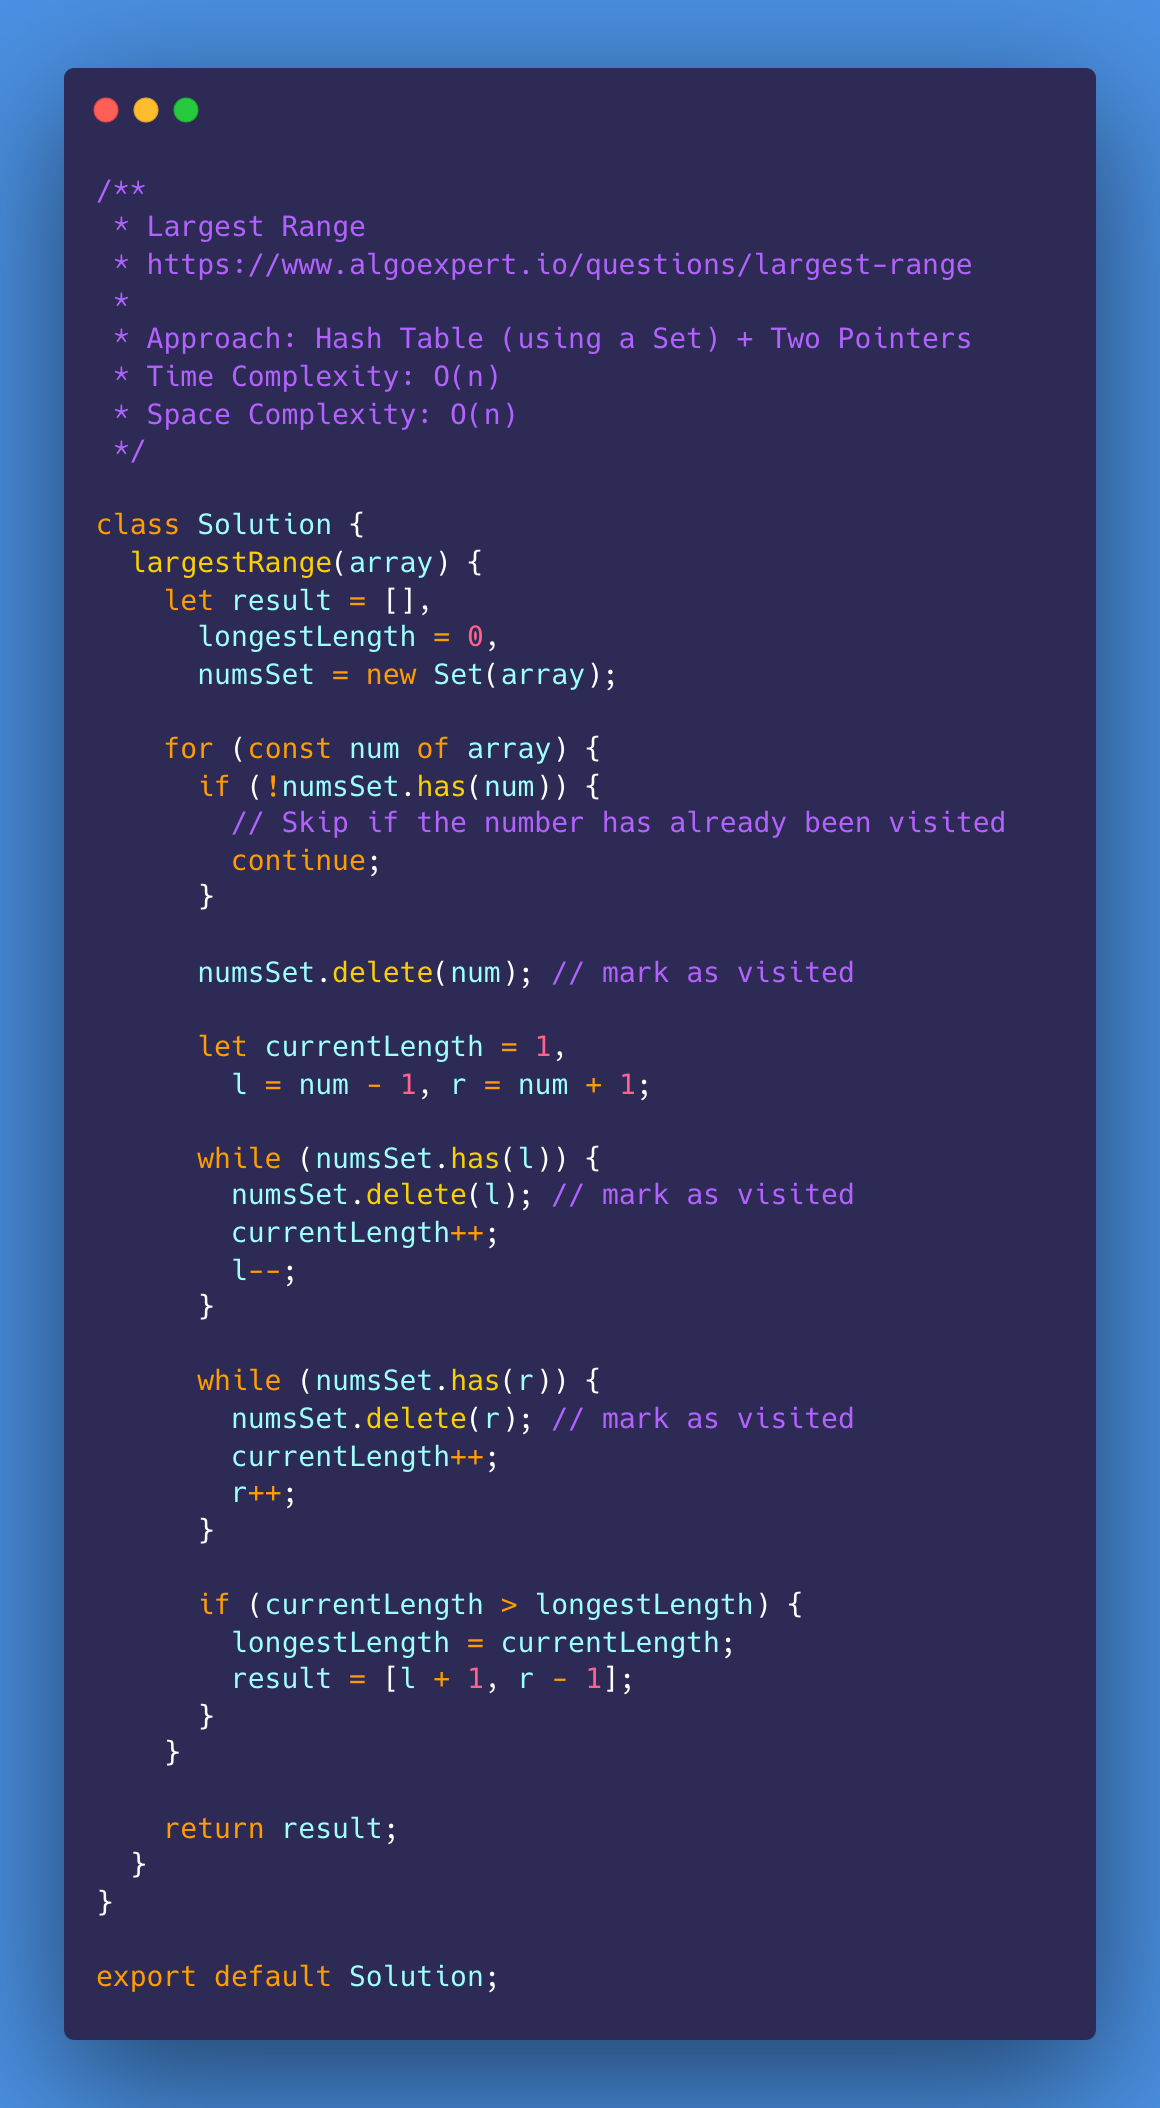 /**
 * Largest Range
 * https://www.algoexpert.io/questions/largest-range
 *
 * Approach: Hash Table (using a Set) + Two Pointers
 * Time Complexity: O(n)
 * Space Complexity: O(n)
 */

class Solution {
  largestRange(array) {
    let result = [],
      longestLength = 0,
      numsSet = new Set(array);

    for (const num of array) {
      if (!numsSet.has(num)) {
        // Skip if the number has already been visited
        continue;
      }

      numsSet.delete(num); // mark as visited

      let currentLength = 1,
        l = num - 1, r = num + 1;

      while (numsSet.has(l)) {
        numsSet.delete(l); // mark as visited
        currentLength++;
        l--;
      }

      while (numsSet.has(r)) {
        numsSet.delete(r); // mark as visited
        currentLength++;
        r++;
      }

      if (currentLength > longestLength) {
        longestLength = currentLength;
        result = [l + 1, r - 1];
      }
    }

    return result;
  }
}

export default Solution;